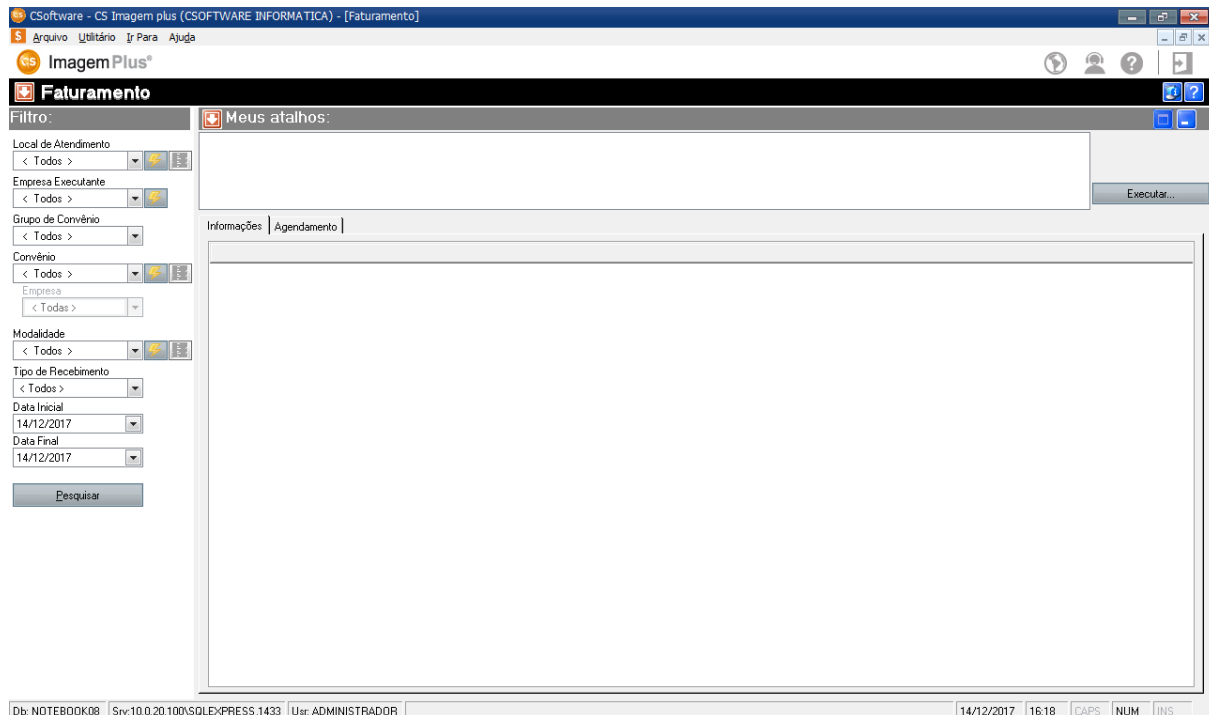 CSoftware - CS Imagem plus (CSOFTWARE INFORMATICA) - [Faturamento]
Arquivo Utilitário Ir Para Ajuda
CS ImagemPlus®
Faturamento
Filtro:
Meus atalhos:
Local de Atendimento
< Todos >
Empresa Executante
< Todos >
Executar...
Grupo de Convênio
< Todos >
Informações Agendamento
Convênio
< Todos >
Empresa
< Todas >
Modalidade
< Todos >
Tipo de Recebimento
< Todos >
Data Inicial
14/12/2017
Data Final
14/12/2017
Pesquisar
Db: NOTEBOOK08 Srv:10.0.20.100\SQLEXPRESS,1433 Usr: ADMINISTRADOR 14/12/2017 16:18 CAPS NUM INS